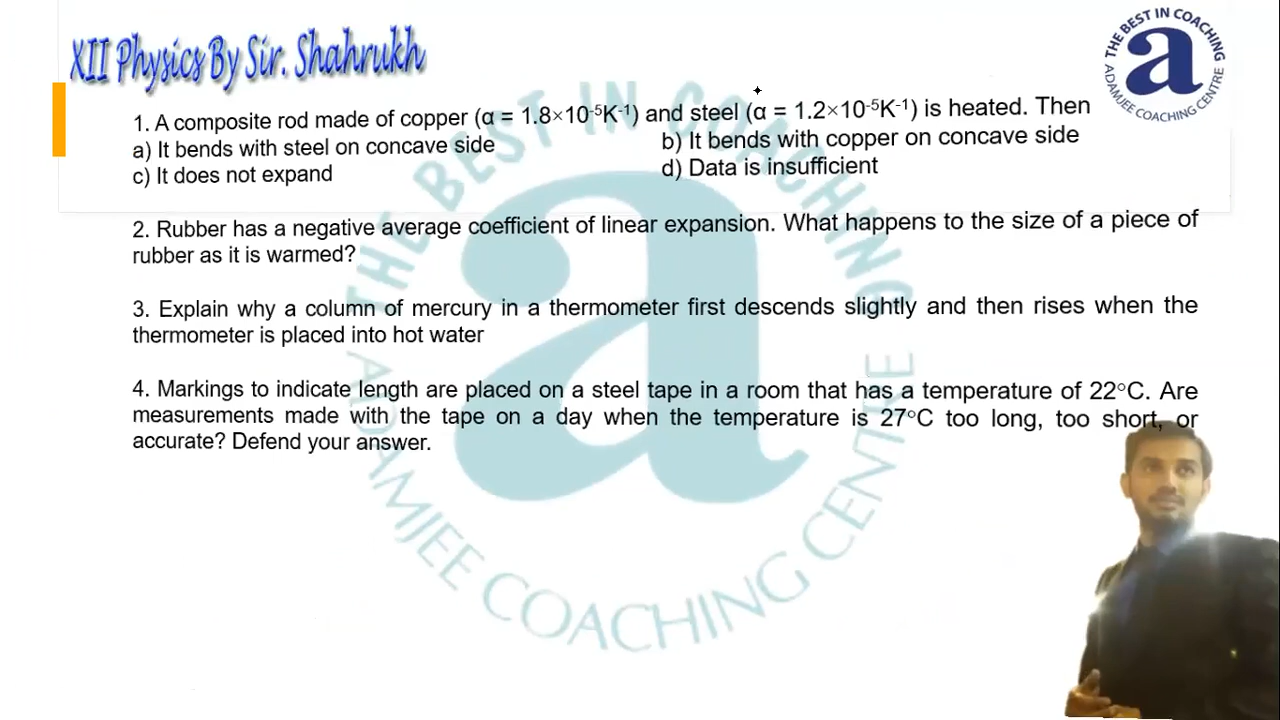 XII Physics By Sir. Shahrukh
THE BEST IN COACHING
a
ADAMJEE COACHING CENTRE
1. A composite rod made of copper (α = 1.8×10⁻⁵K⁻¹) and steel (α = 1.2×10⁻⁵K⁻¹) is heated. Then
a) It bends with steel on concave side b) It bends with copper on concave side
c) It does not expand d) Data is insufficient
2. Rubber has a negative average coefficient of linear expansion. What happens to the size of a piece of
rubber as it is warmed?
3. Explain why a column of mercury in a thermometer first descends slightly and then rises when the
thermometer is placed into hot water
4. Markings to indicate length are placed on a steel tape in a room that has a temperature of 22°C. Are
measurements made with the tape on a day when the temperature is 27°C too long, too short, or
accurate? Defend your answer.
THE BEST IN COACHING
a
ADAMJEE COACHING CENTRE